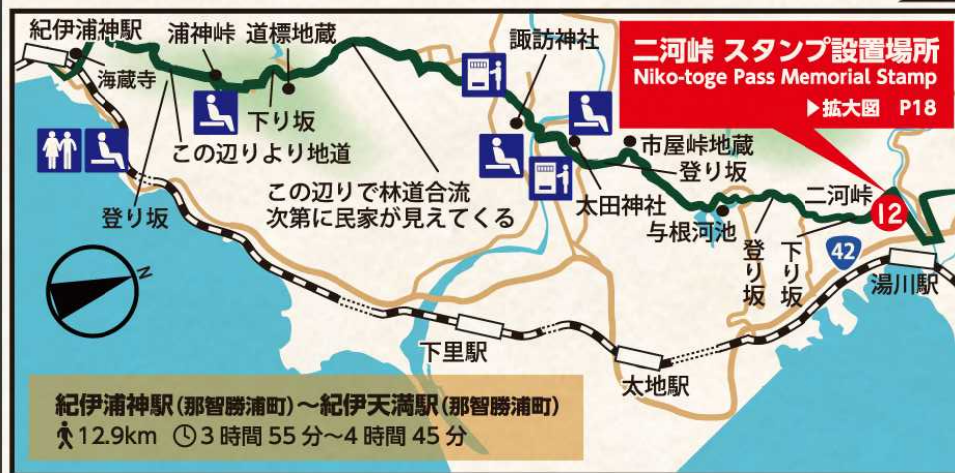 紀伊浦神駅
浦神峠
道標地蔵
諏訪神社
二河峠 スタンプ設置場所
Niko-toge Pass Memorial Stamp
▶拡大図 P18
海蔵寺
下り坂
この辺りより地道
登り坂
この辺りで林道合流
次第に民家が見えてくる
市屋峠地蔵
登り坂
太田神社
与根河池
二河峠
12
登り坂
下り坂
42
湯川駅
N
下里駅
太地駅
紀伊浦神駅(那智勝浦町)～紀伊天満駅(那智勝浦町)
12.9km 3時間55分～4時間45分